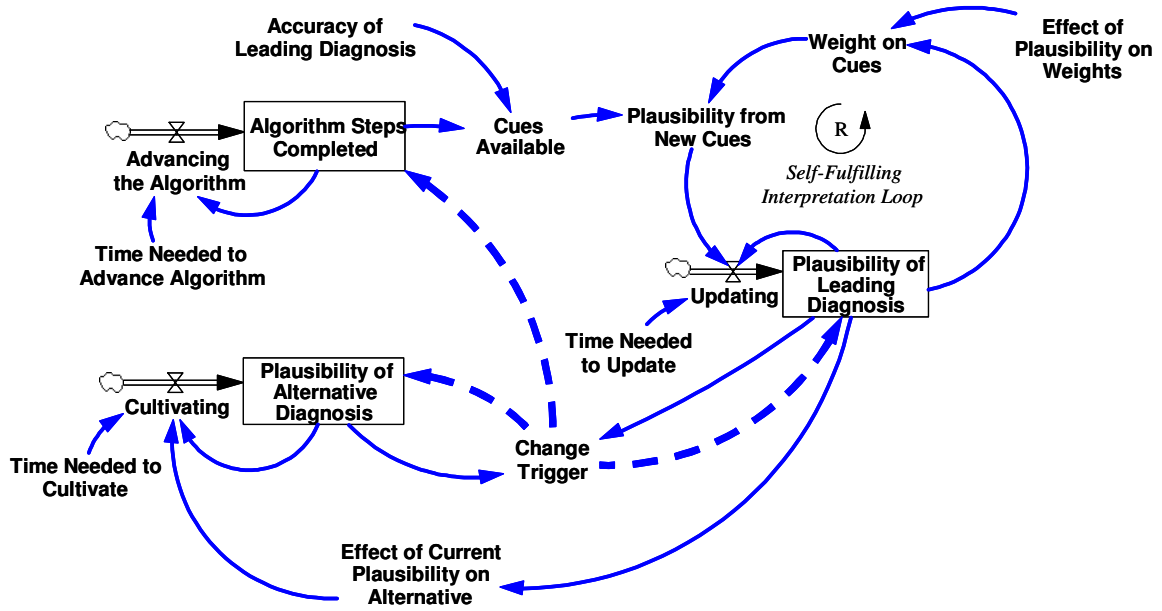 Accuracy of
Leading Diagnosis
Weight on
Cues
Effect of
Plausibility on
Weights
Algorithm Steps
Completed
Cues
Available
Plausibility from
New Cues
R
Self-Fulfilling
Interpretation Loop
Advancing
the Algorithm
Time Needed to
Advance Algorithm
Updating
Plausibility of
Leading
Diagnosis
Time Needed
to Update
Plausibility of
Alternative
Diagnosis
Cultivating
Time Needed to
Cultivate
Change
Trigger
Effect of Current
Plausibility on
Alternative